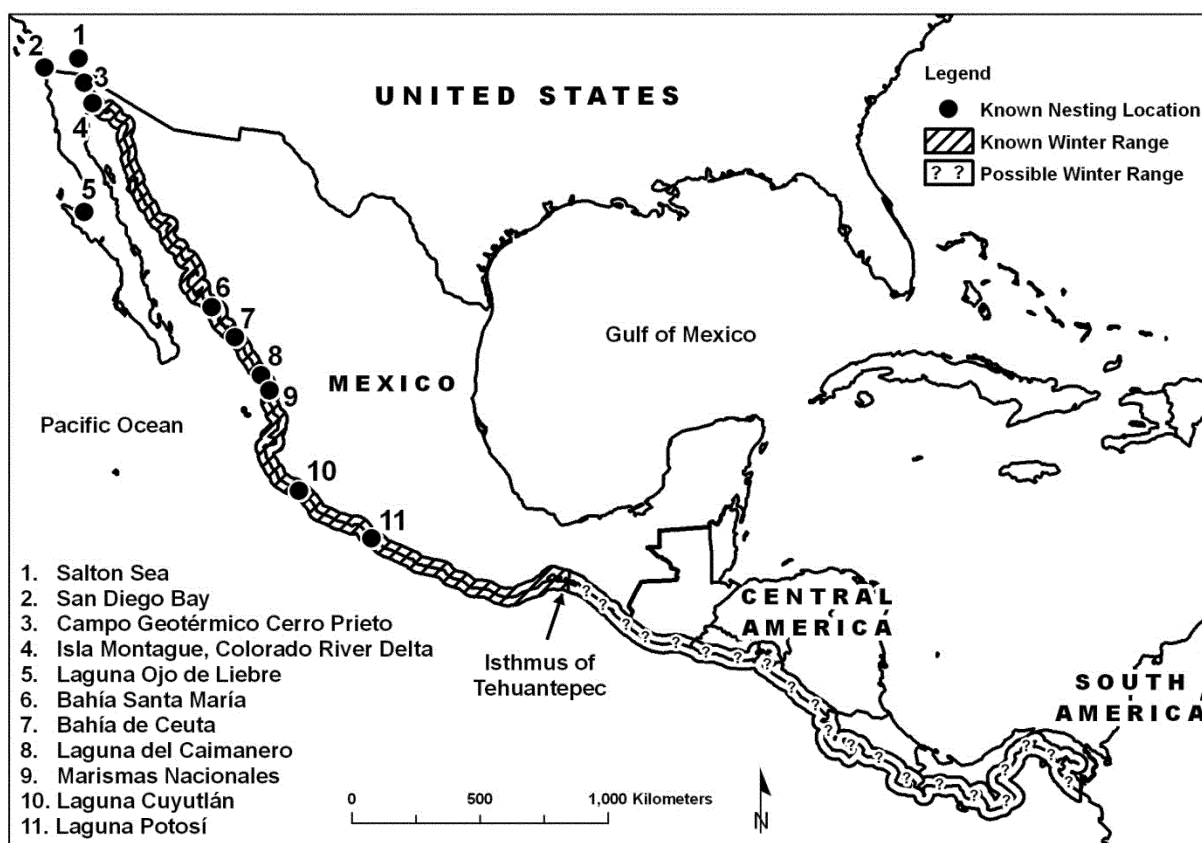 1
2
3
4
5
6
7
8
9
10
11
UNITED STATES
MEXICO
Gulf of Mexico
Pacific Ocean
CENTRAL
AMERICA
SOUTH
AMERICA
Isthmus of
Tehuantepec
Legend
Known Nesting Location
Known Winter Range
? ? Possible Winter Range
1. Salton Sea
2. San Diego Bay
3. Campo Geotérmico Cerro Prieto
4. Isla Montague, Colorado River Delta
5. Laguna Ojo de Liebre
6. Bahía Santa María
7. Bahía de Ceuta
8. Laguna del Caimanero
9. Marismas Nacionales
10. Laguna Cuyutlán
11. Laguna Potosí
0 500 1,000 Kilometers
N